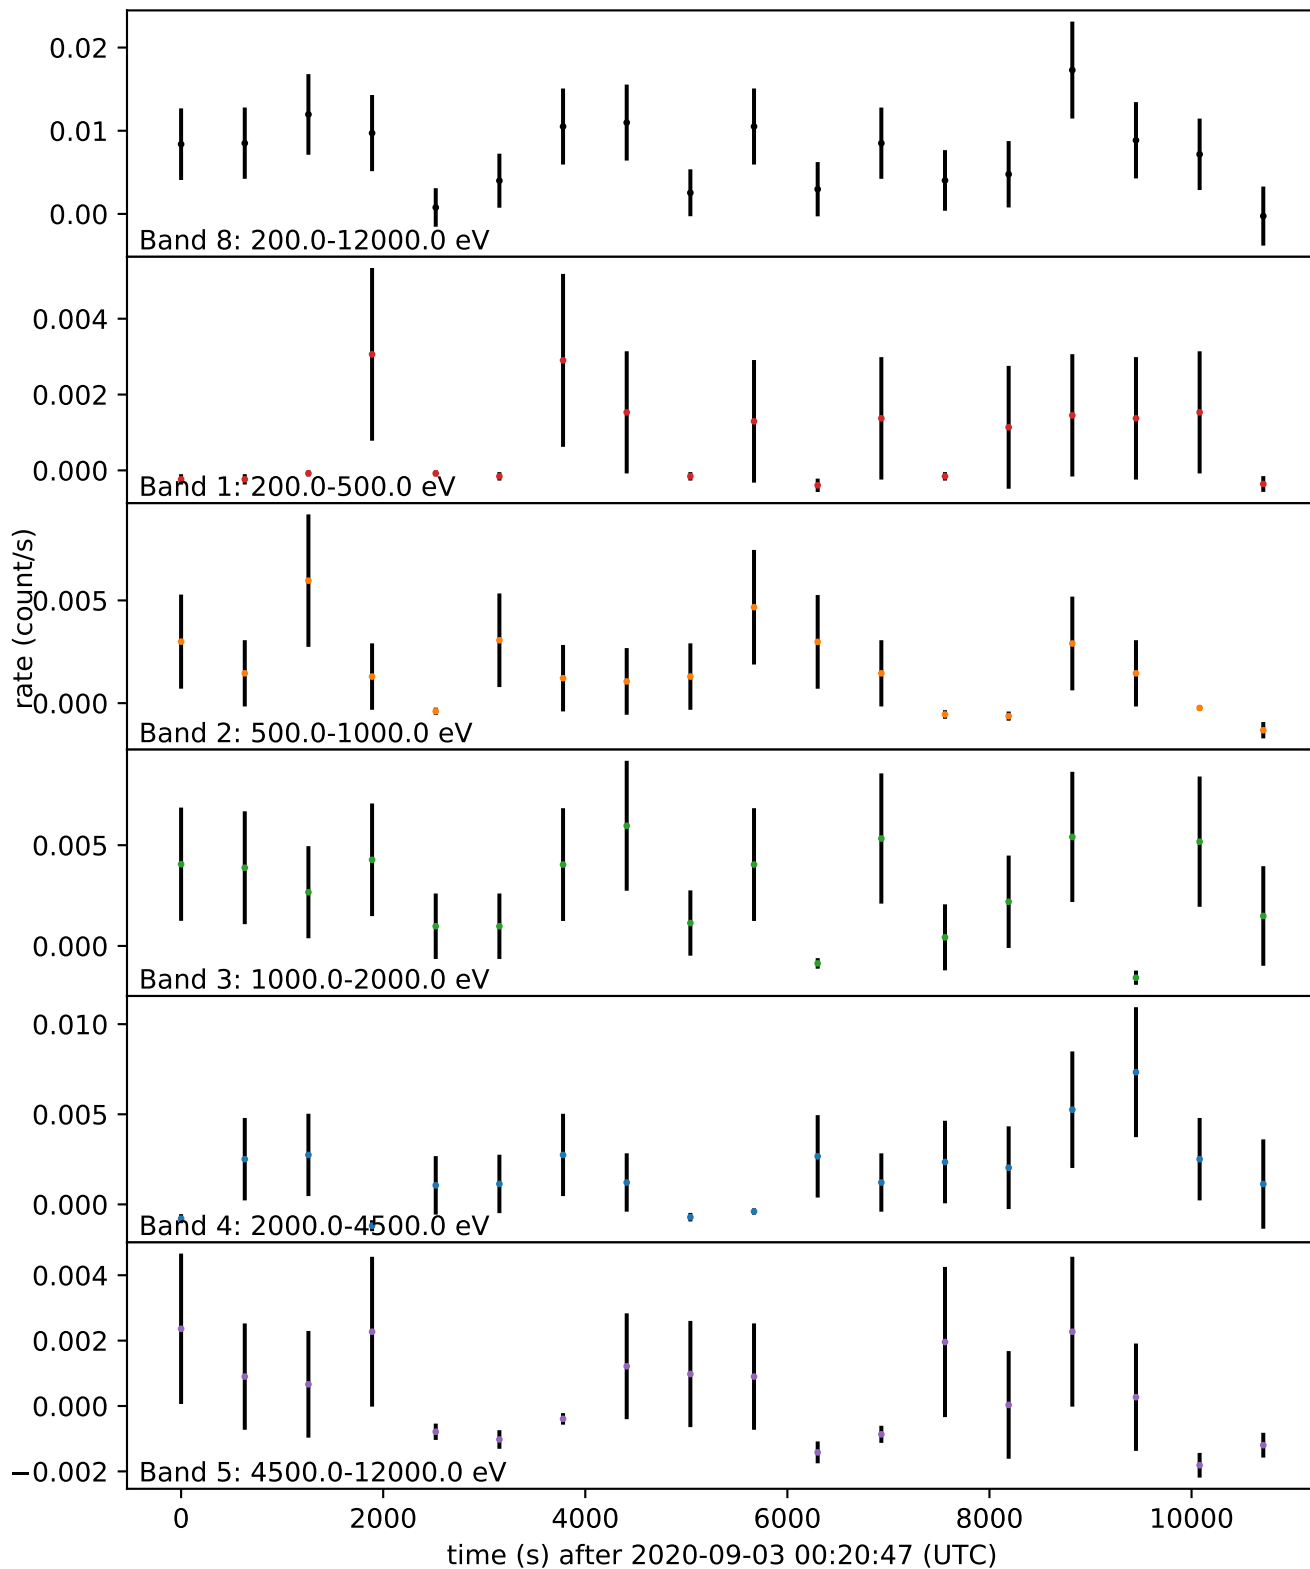 0.02
0.01
0.00
Band 8: 200.0-12000.0 eV
0.004
0.002
0.000
Band 1: 200.0-500.0 eV
rate (count/s)
0.005
0.000
Band 2: 500.0-1000.0 eV
0.005
0.000
Band 3: 1000.0-2000.0 eV
0.010
0.005
0.000
Band 4: 2000.0-4500.0 eV
0.004
0.002
0.000
−0.002
Band 5: 4500.0-12000.0 eV
0 2000 4000 6000 8000 10000
time (s) after 2020-09-03 00:20:47 (UTC)